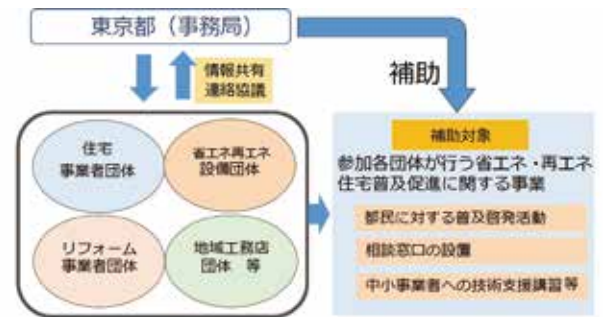 東京都（事務局）
情報共有
連絡協議
補助
住宅
事業者団体
省エネ再エネ
設備団体
リフォーム
事業者団体
地域工務店
団体 等
補助対象
参加各団体が行う省エネ・再エネ
住宅普及促進に関する事業
都民に対する普及啓発活動
相談窓口の設置
中小事業者への技術支援講習等